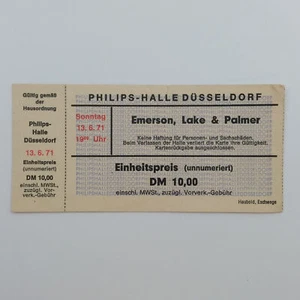 Gültig gemäß
der
Hausordnung
Philips-
Halle
Düsseldorf
13.6.71
Einheitspreis
(unnumeriert)
DM 10,00
einschl. MWSt.,
zuzügl. Vorverk.-Gebühr
PHILIPS-HALLE DÜSSELDORF
Sonntag
13.6.71
19⁰⁰ Uhr
Emerson, Lake & Palmer
Keine Haftung für Personen- und Sachschäden.
Beim Verlassen der Halle verliert die Karte ihre Gültigkeit.
Kartenrückgabe ausgeschlossen.
Einheitspreis (unnumeriert)
DM 10,00
einschl. MWSt., zuzügl. Vorverk.-Gebühr